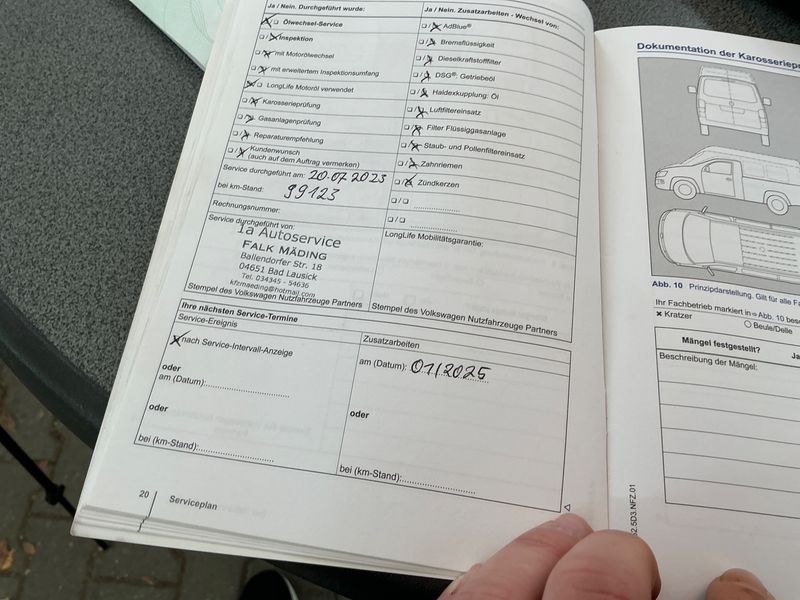 Ja / Nein. Durchgeführt wurde:
Ölwechsel-Service
Inspektion
mit Motorölwechsel
mit erweitertem Inspektionsumfang
LongLife Motoröl verwendet
Karosserieprüfung
Gasanlagenprüfung
Reparaturempfehlung
Kundenwunsch
(auch auf dem Auftrag vermerken)
Service durchgeführt am: 20.07.2023
bei km-Stand: 99123
Rechnungsnummer:
Service durchgeführt von:
1a Autoservice
FALK MÄDING
Ballendorfer Str. 18
04651 Bad Lausick
Tel. 034345 - 54636
kfrmaeding@hotmail.com
Stempel des Volkswagen Nutzfahrzeuge Partners
Ja / Nein. Zusatzarbeiten - Wechsel von:
AdBlue®
Bremsflüssigkeit
Dieselkraftstofffilter
DSG®: Getriebeöl
Haldexkupplung: Öl
Luftfiltereinsatz
Filter Flüssiggasanlage
Staub- und Pollenfiltereinsatz
Zahnriemen
Zündkerzen
LongLife Mobilitätsgarantie:
Stempel des Volkswagen Nutzfahrzeuge Partners
Ihre nächsten Service-Termine
Service-Ereignis
nach Service-Intervall-Anzeige
oder
am (Datum):
oder
bei (km-Stand):
Zusatzarbeiten
am (Datum): 01/2025
oder
bei (km-Stand):
20 Serviceplan
Dokumentation der
Abb. 10 Prinzipdarstellung. Gilt für alle
Ihr Fachbetrieb markiert in ⇒ Abb. 10
Kratzer
Beule/Delle
Mängel festgestellt?
Beschreibung der Mängel: